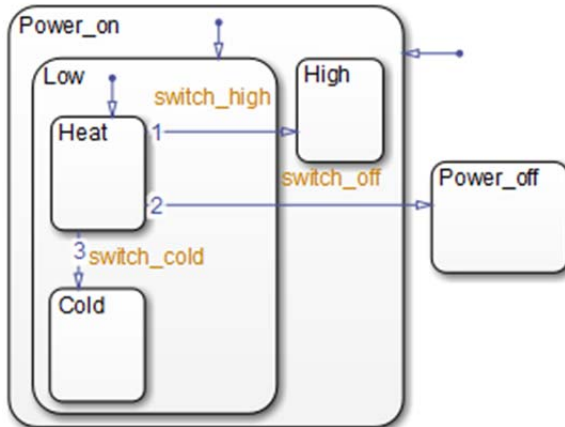 Power_on
Low
High
switch_high
Heat
1
switch_off
Power_off
2
3
switch_cold
Cold